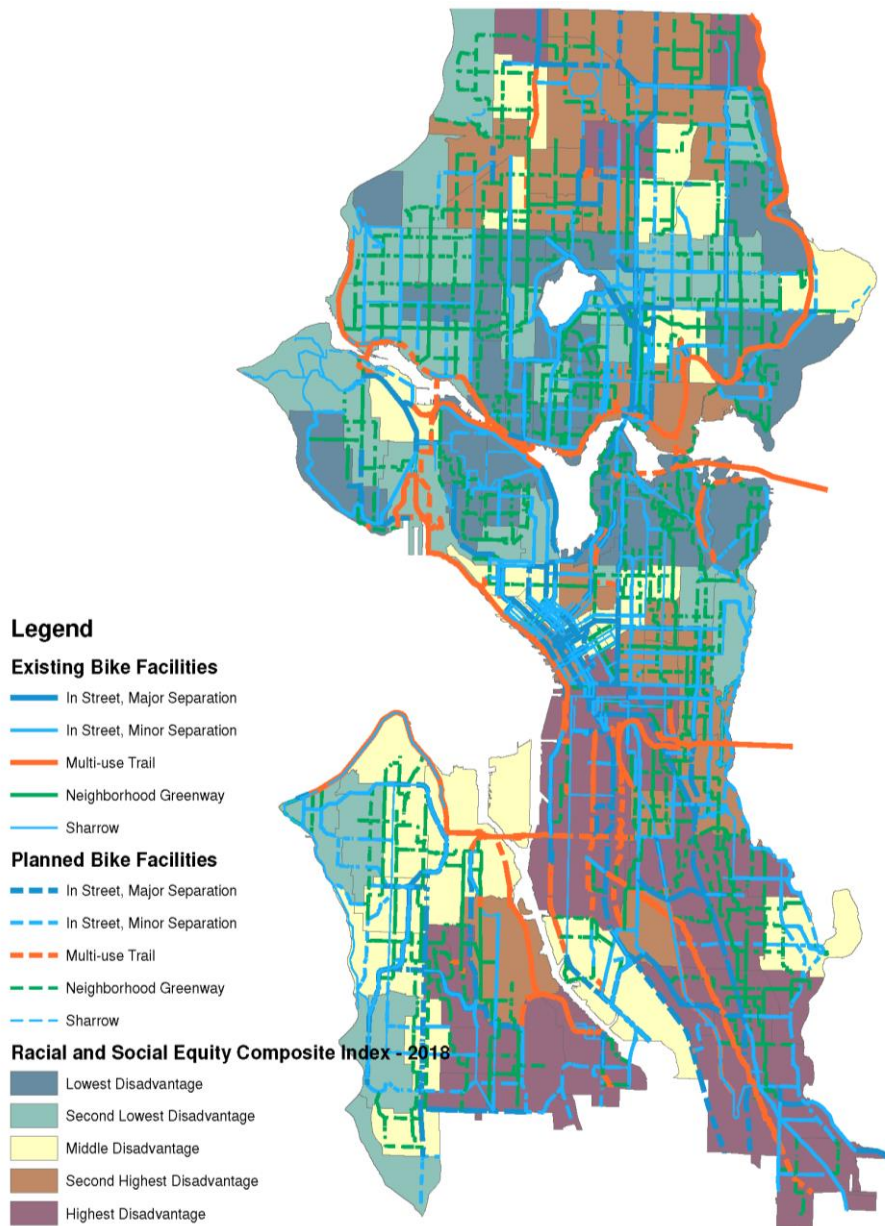 Legend
Existing Bike Facilities
In Street, Major Separation
In Street, Minor Separation
Multi-use Trail
Neighborhood Greenway
Sharrow
Planned Bike Facilities
In Street, Major Separation
In Street, Minor Separation
Multi-use Trail
Neighborhood Greenway
Sharrow
Racial and Social Equity Composite Index - 2018
Lowest Disadvantage
Second Lowest Disadvantage
Middle Disadvantage
Second Highest Disadvantage
Highest Disadvantage